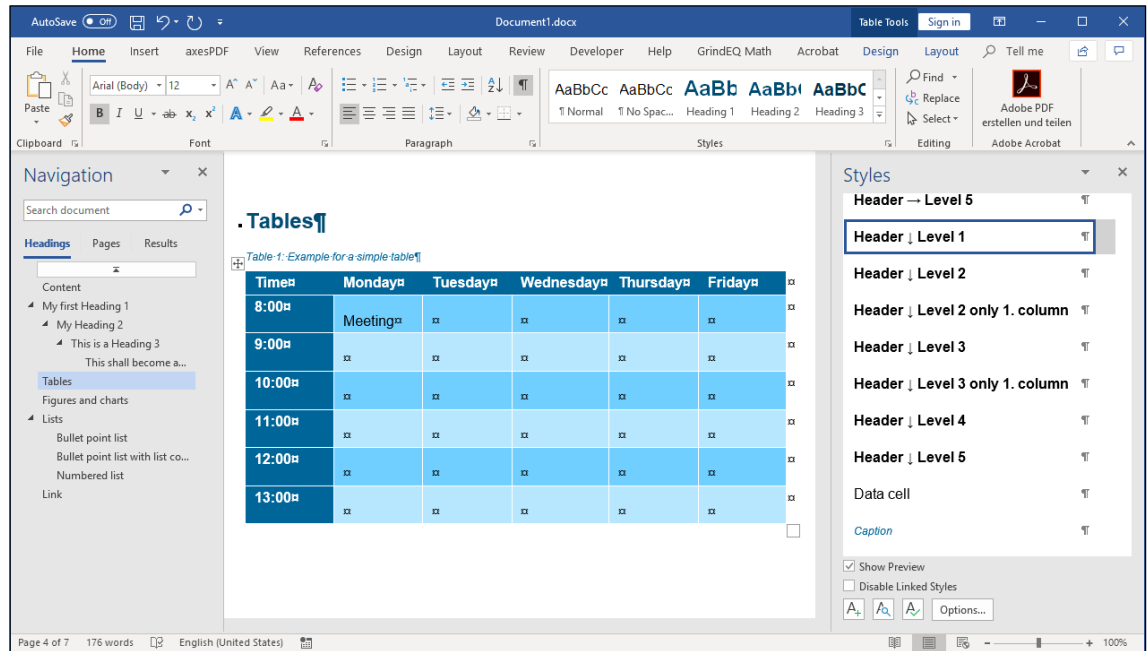 AutoSave Off Document1.docx Table Tools Sign in
File Home Insert axesPDF View References Design Layout Review Developer Help GrindEQ Math Acrobat Design Layout Tell me
Paste
Arial (Body) 12 A^ A˅ Aa A
B I U ab x₂ x² A A
Clipboard Font Paragraph
AaBbCc AaBbCc AaBb AaBb( AaBbC
¶ Normal ¶ No Spac... Heading 1 Heading 2 Heading 3
Styles
Find
Replace
Select
Editing
Adobe PDF
erstellen und teilen
Adobe Acrobat
Navigation
Search document
Headings Pages Results
Content
My first Heading 1
My Heading 2
This is a Heading 3
This shall become a...
Tables
Figures and charts
Lists
Bullet point list
Bullet point list with list co...
Numbered list
Link
Tables¶
Table·1:·Example·for·a·simple·table¶
Time¤ Monday¤ Tuesday¤ Wednesday¤ Thursday¤ Friday¤ ¤
8:00¤ Meeting¤ ¤ ¤ ¤ ¤ ¤
9:00¤ ¤ ¤ ¤ ¤ ¤ ¤
10:00¤ ¤ ¤ ¤ ¤ ¤ ¤
11:00¤ ¤ ¤ ¤ ¤ ¤ ¤
12:00¤ ¤ ¤ ¤ ¤ ¤ ¤
13:00¤ ¤ ¤ ¤ ¤ ¤ ¤
Styles
Header → Level 5 ¶
Header ↓ Level 1 ¶
Header ↓ Level 2 ¶
Header ↓ Level 2 only 1. column ¶
Header ↓ Level 3 ¶
Header ↓ Level 3 only 1. column ¶
Header ↓ Level 4 ¶
Header ↓ Level 5 ¶
Data cell ¶
Caption ¶
Show Preview
Disable Linked Styles
Options...
Page 4 of 7 176 words English (United States) 100%